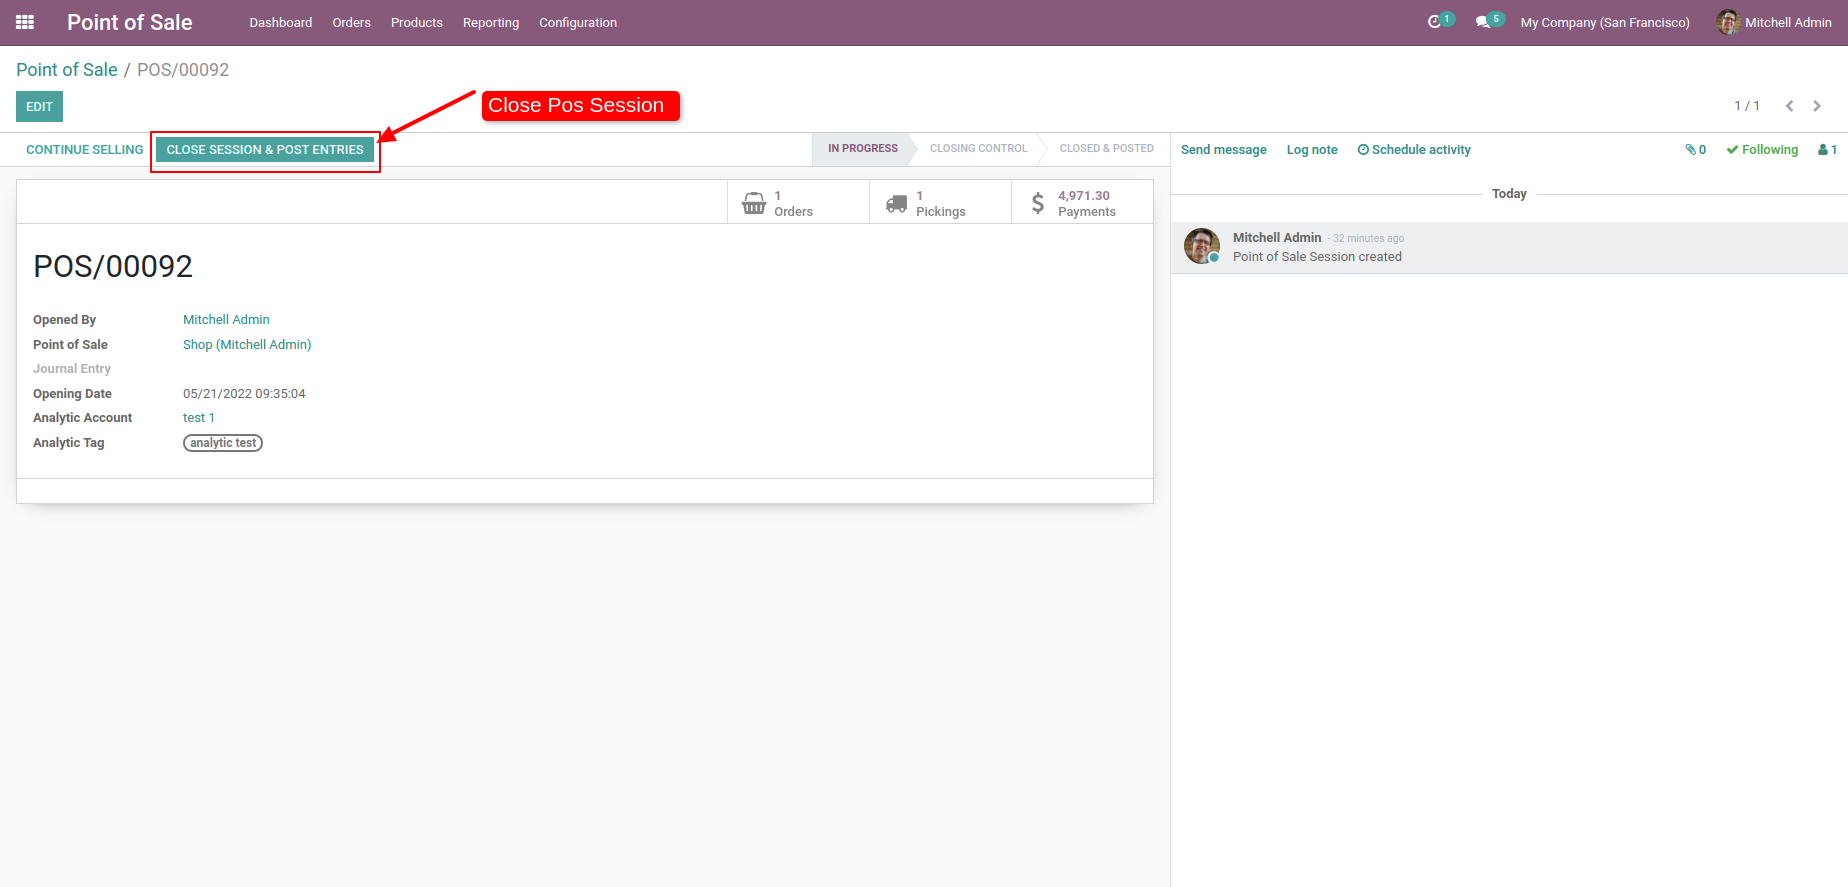 Point of Sale Dashboard Orders Products Reporting Configuration 1 5 My Company (San Francisco) Mitchell Admin
Point of Sale / POS/00092
EDIT
Close Pos Session
1 / 1
CONTINUE SELLING CLOSE SESSION & POST ENTRIES IN PROGRESS CLOSING CONTROL CLOSED & POSTED
Send message Log note Schedule activity 0 Following 1
1
Orders
1
Pickings
4,971.30
Payments
POS/00092
Opened By Mitchell Admin
Point of Sale Shop (Mitchell Admin)
Journal Entry
Opening Date 05/21/2022 09:35:04
Analytic Account test 1
Analytic Tag analytic test
Today
Mitchell Admin - 32 minutes ago
Point of Sale Session created